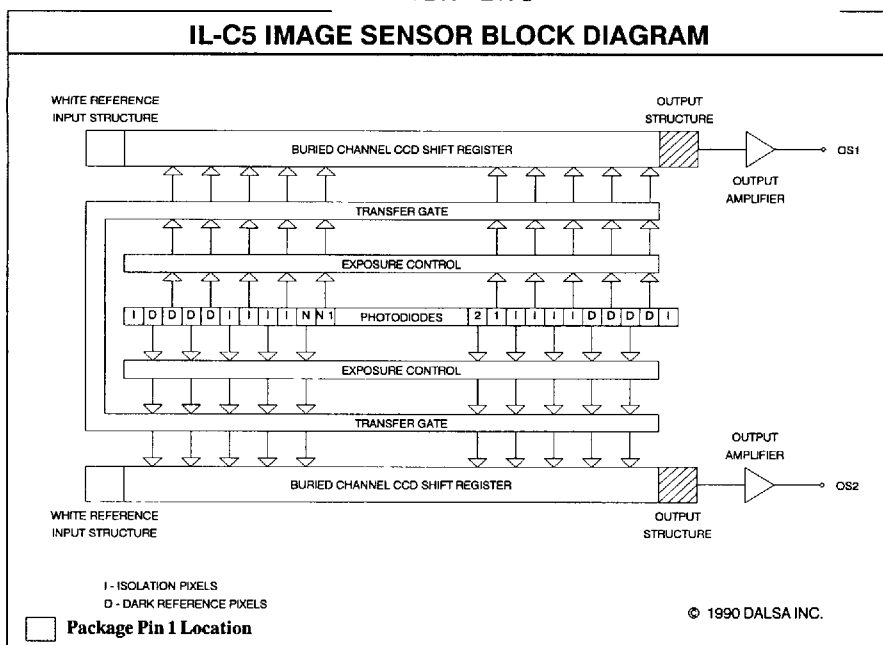 IL-C5 IMAGE SENSOR BLOCK DIAGRAM
WHITE REFERENCE
INPUT STRUCTURE
OUTPUT
STRUCTURE
BURIED CHANNEL CCD SHIFT REGISTER
OS1
OUTPUT
AMPLIFIER
TRANSFER GATE
EXPOSURE CONTROL
I D D D D I I I I N N1 PHOTODIODES 2 1 I I I I D D D D I
EXPOSURE CONTROL
TRANSFER GATE
OUTPUT
AMPLIFIER
BURIED CHANNEL CCD SHIFT REGISTER
OS2
WHITE REFERENCE
INPUT STRUCTURE
OUTPUT
STRUCTURE
I - ISOLATION PIXELS
D - DARK REFERENCE PIXELS
© 1990 DALSA INC.
Package Pin 1 Location